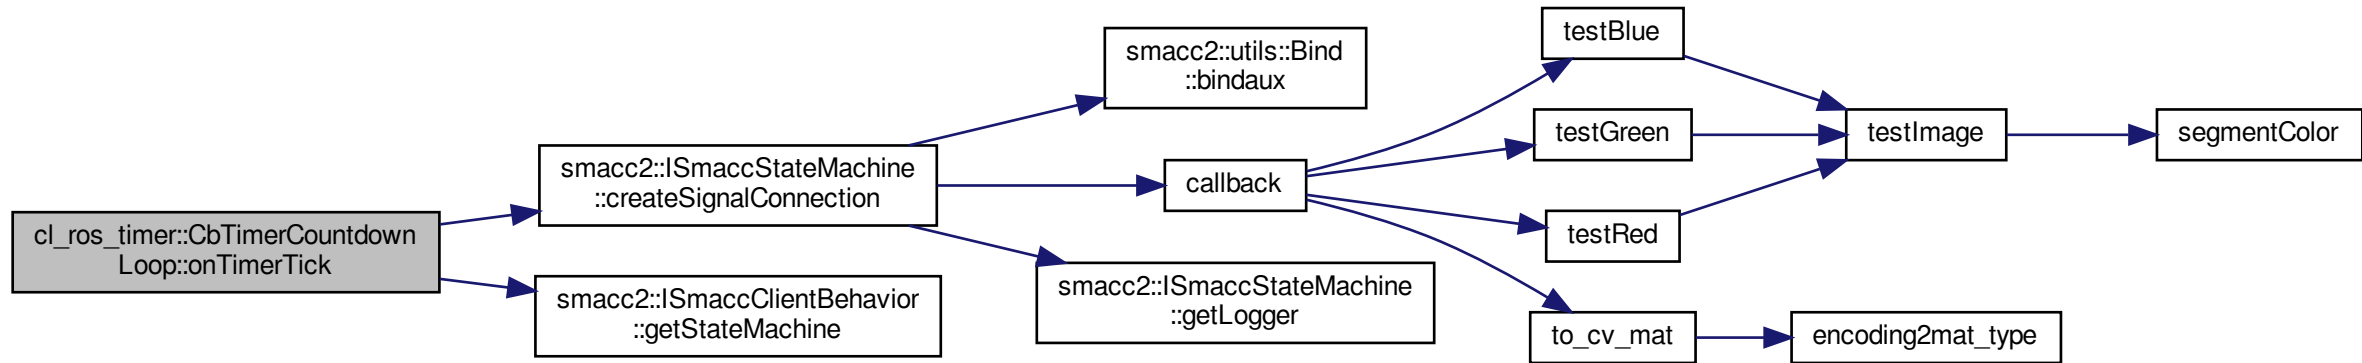 cl_ros_timer::CbTimerCountdown
Loop::onTimerTick
smacc2::ISmaccStateMachine
::createSignalConnection
smacc2::ISmaccClientBehavior
::getStateMachine
smacc2::utils::Bind
::bindaux
callback
smacc2::ISmaccStateMachine
::getLogger
testBlue
testGreen
testRed
to_cv_mat
testImage
encoding2mat_type
segmentColor